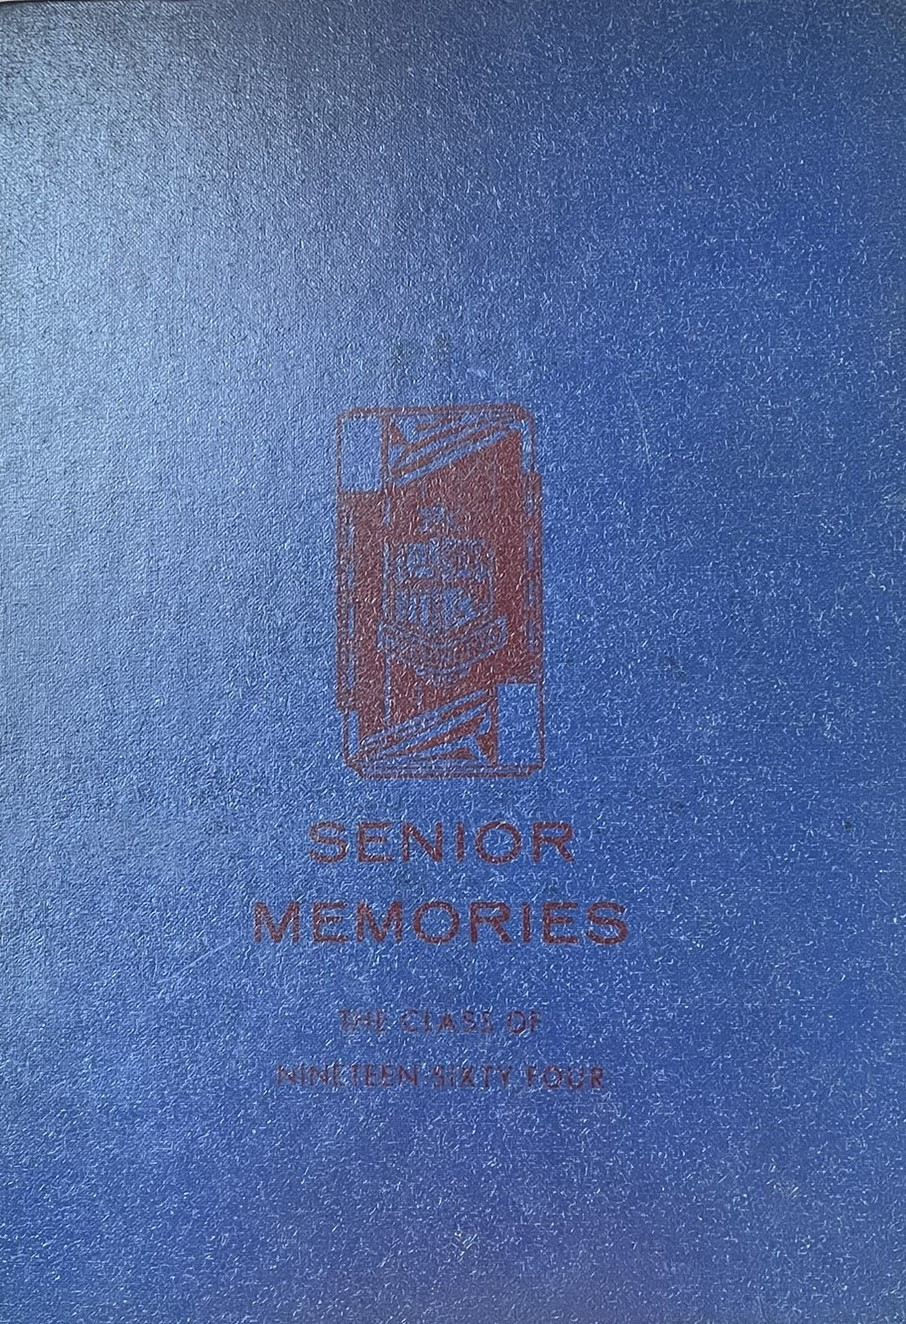 SENIOR
MEMORIES
THE CLASS OF
NINETEEN SIXTY FOUR